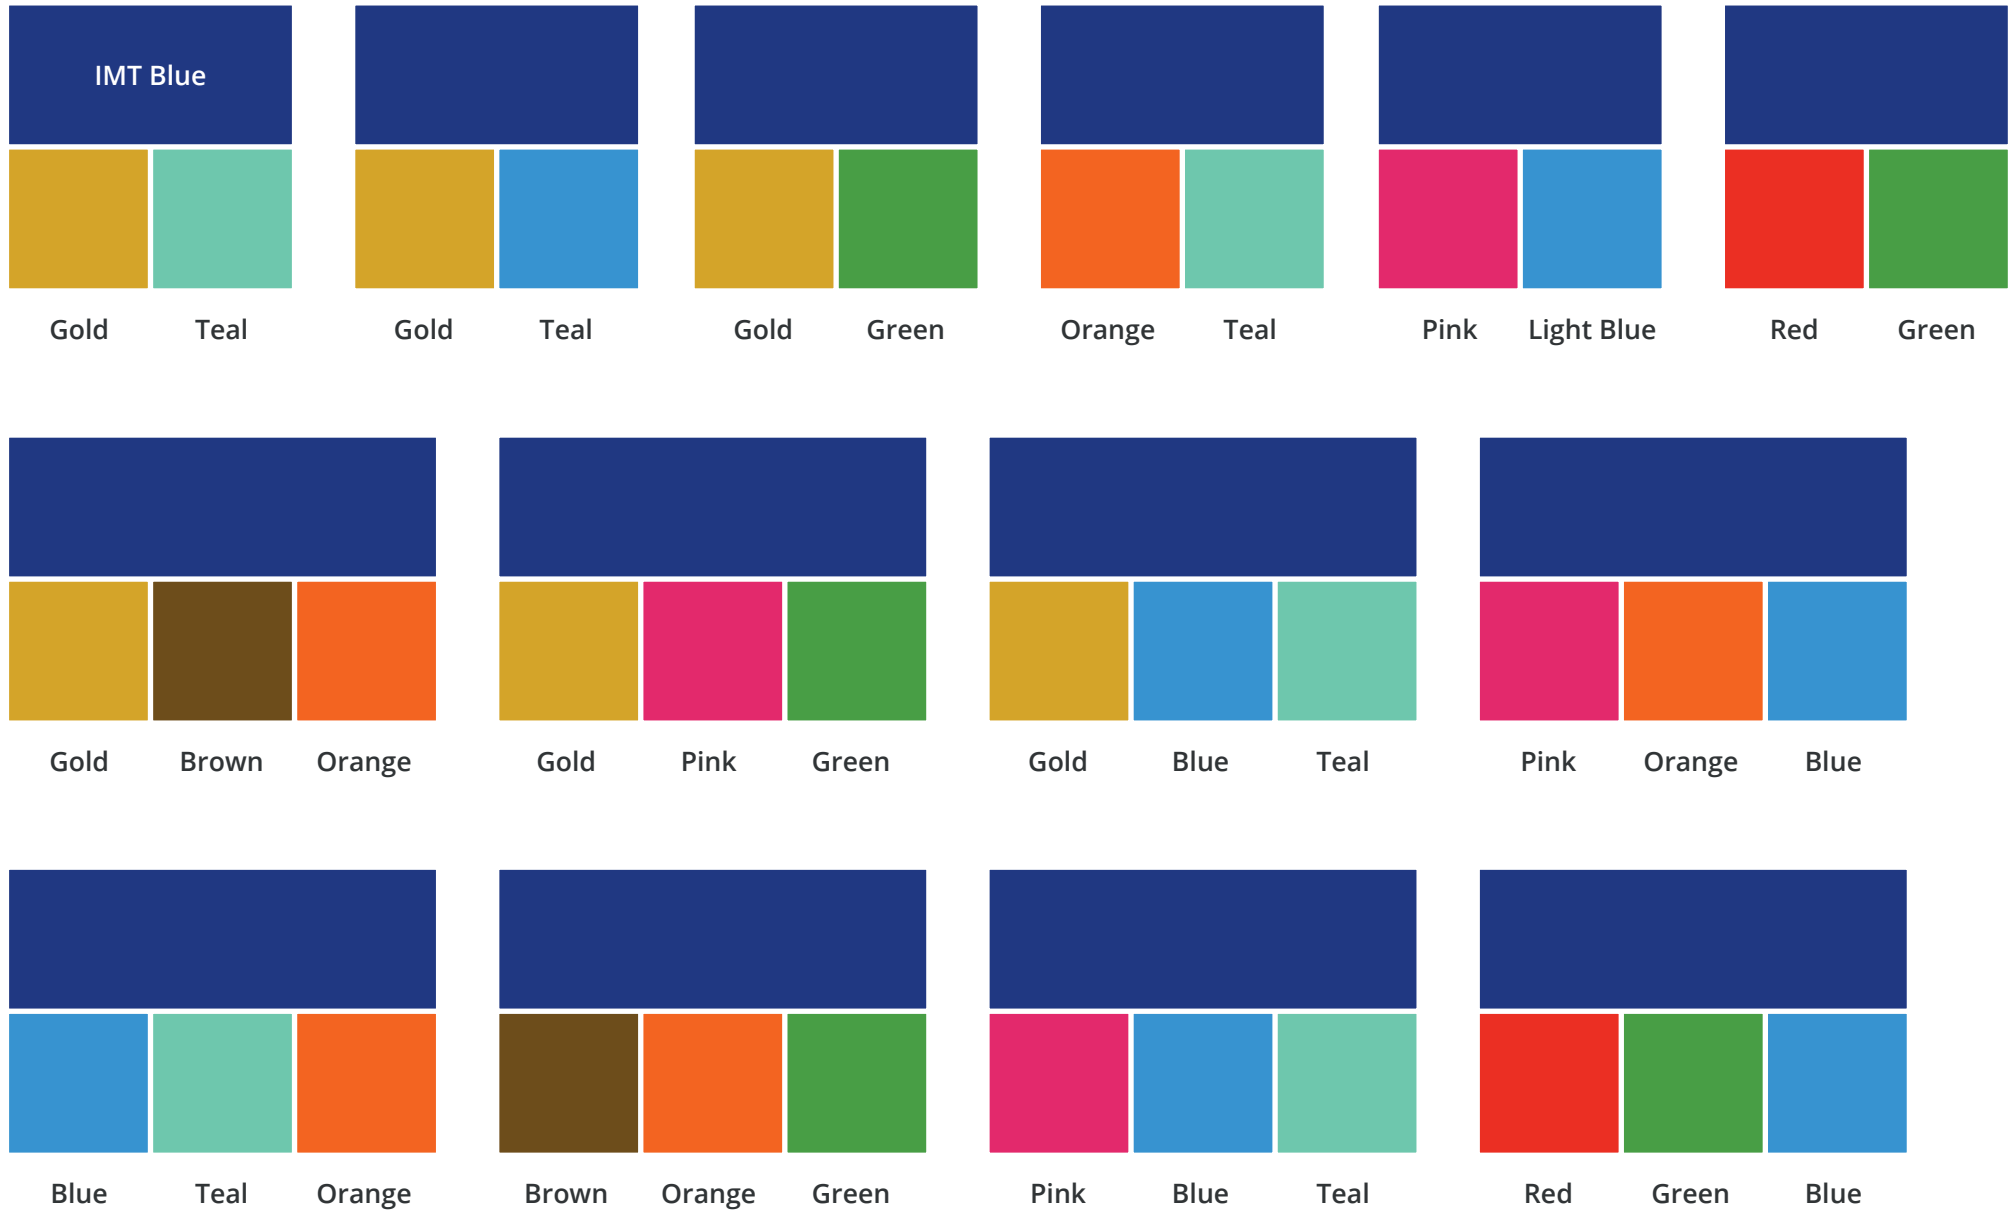 IMT Blue
Gold Teal Gold Teal Gold Green Orange Teal Pink Light Blue Red Green
Gold Brown Orange Gold Pink Green Gold Blue Teal Pink Orange Blue
Blue Teal Orange Brown Orange Green Pink Blue Teal Red Green Blue